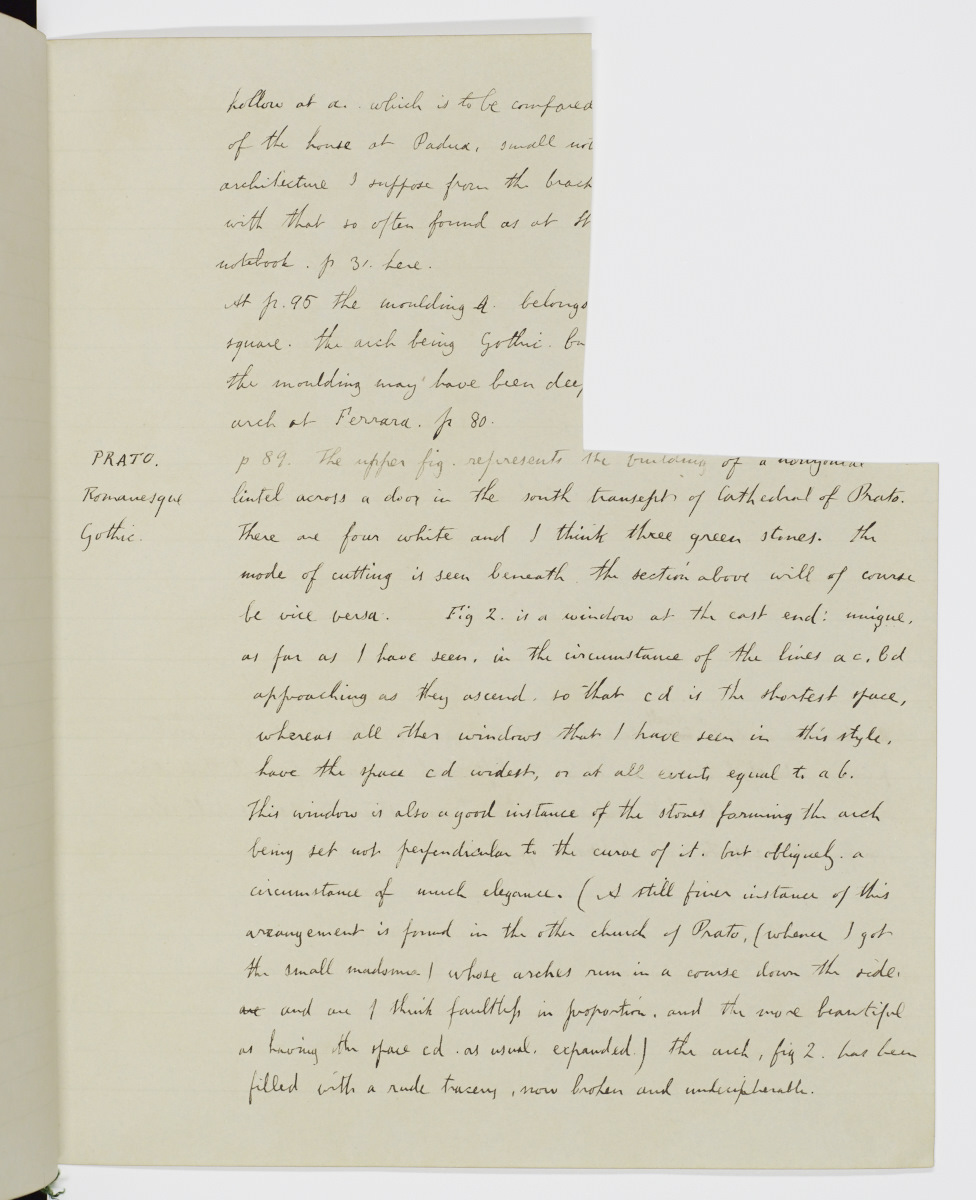 hollow at a. which is to be compared
of the house at Padua, small
architecture I suppose from the
with that so often found as at St
notebook. p 31. here.
At p. 95 the moulding belongs
square. the arch being Gothic.
the moulding may have been
arch at Ferrara. p 80.
PRATO. p 89. The upper fig. represents the building of a
Romanesque lintel across a door in the south transept of Cathedral of Prato.
Gothic. There are four white and I think three green stones. The
mode of cutting is seen beneath. the section above will of course
be vice versa. Fig 2. is a window at the east end: unique,
as far as I have seen, in the circumstance of the lines a c, b d
approaching as they ascend. so that c d is the shortest space,
whereas all other windows that I have seen in this style,
have the space c d widest, or at all events equal to a b.
This window is also a good instance of the stones forming the arch
being set not perpendicular to the curve of it. but obliquely. a
circumstance of much elegance. (A still finer instance of this
arrangement is found in the other church of Prato, (whence I got
the small madonna) whose arches run in a course down the side.
are and are I think faultless in proportion. and the more beautiful
as having the space c d. as usual. expanded.) the arch, fig 2. has been
filled with a rude tracery, now broken and undecipherable.